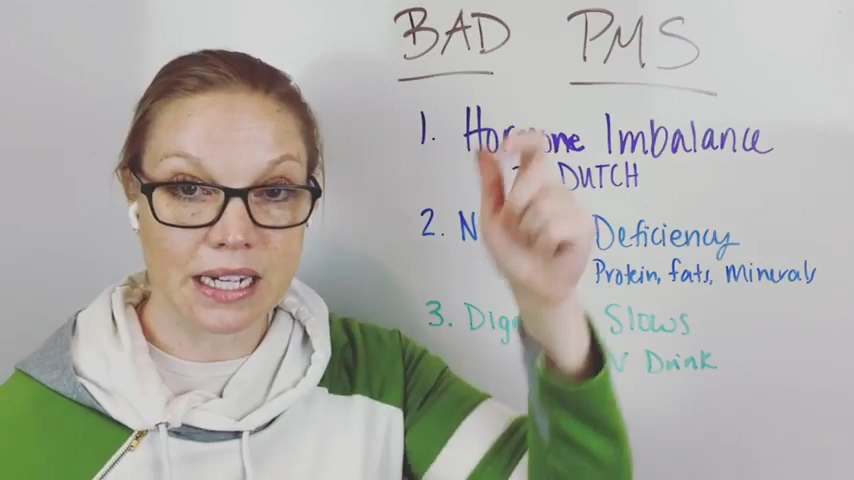 BAD PMS
1. Imbalance
DUTCH
2. Deficiency
Protein, fats, Minerals
3. Slows
Drink